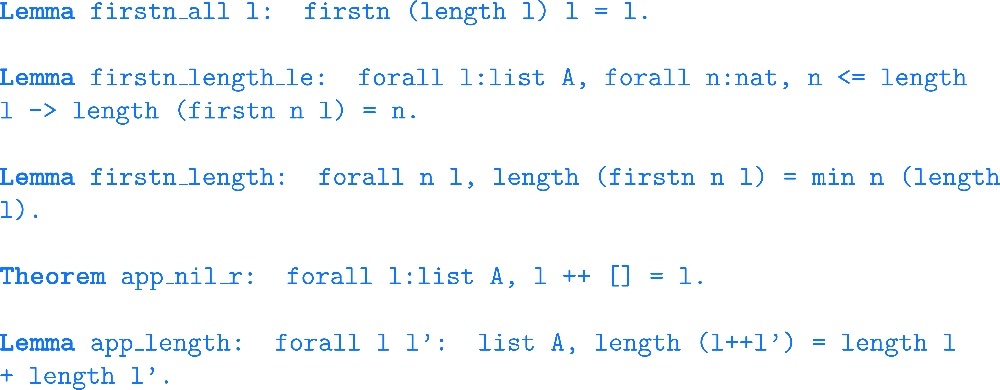 Lemma firstn_all l: firstn (length l) l = l.
Lemma firstn_length_le: forall l:list A, forall n:nat, n <= length
l -> length (firstn n l) = n.
Lemma firstn_length: forall n l, length (firstn n l) = min n (length
l).
Theorem app_nil_r: forall l:list A, l ++ [] = l.
Lemma app_length: forall l l’: list A, length (l++l’) = length l
+ length l’.